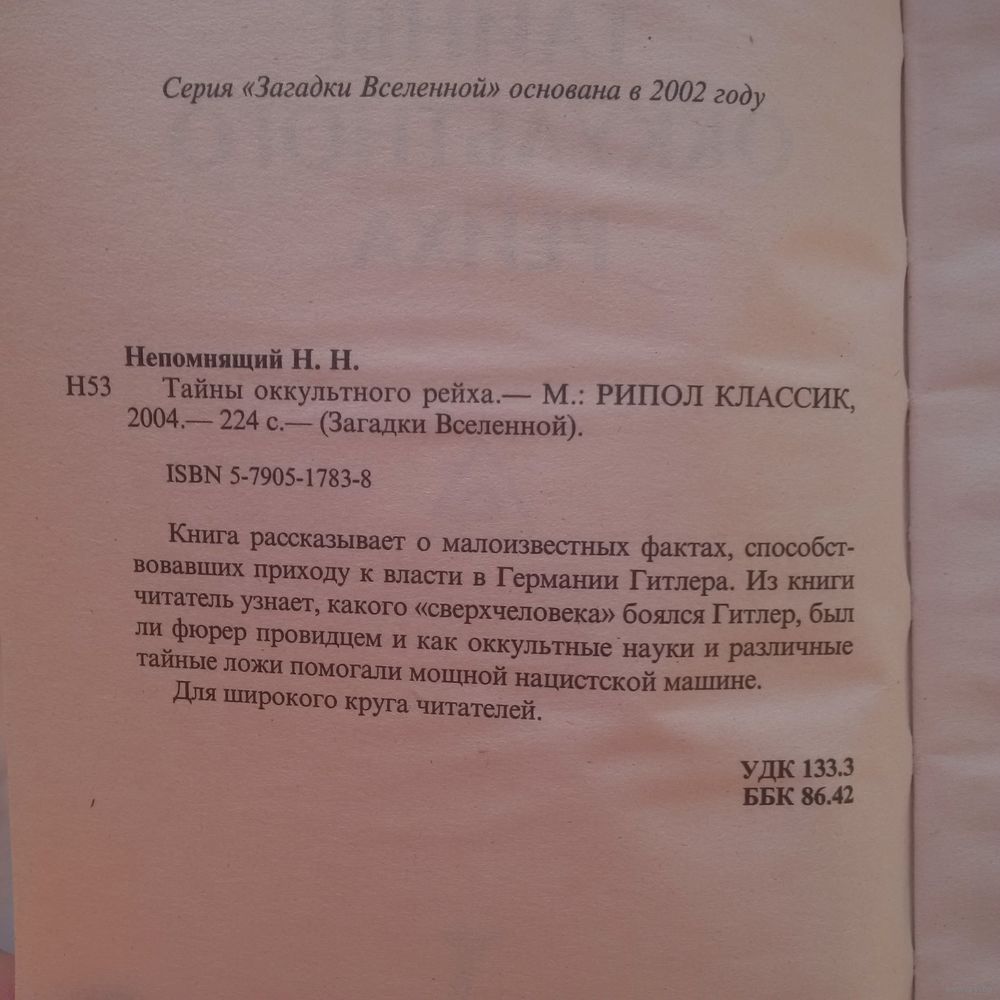 Серия «Загадки Вселенной» основана в 2002 году
Непомнящий Н. Н.
Н53 Тайны оккультного рейха.— М.: РИПОЛ КЛАССИК,
2004.— 224 с.— (Загадки Вселенной).
ISBN 5-7905-1783-8
Книга рассказывает о малоизвестных фактах, способст-
вовавших приходу к власти в Германии Гитлера. Из книги
читатель узнает, какого «сверхчеловека» боялся Гитлер, был
ли фюрер провидцем и как оккультные науки и различные
тайные ложи помогали мощной нацистской машине.
Для широкого круга читателей.
УДК 133.3
ББК 86.42